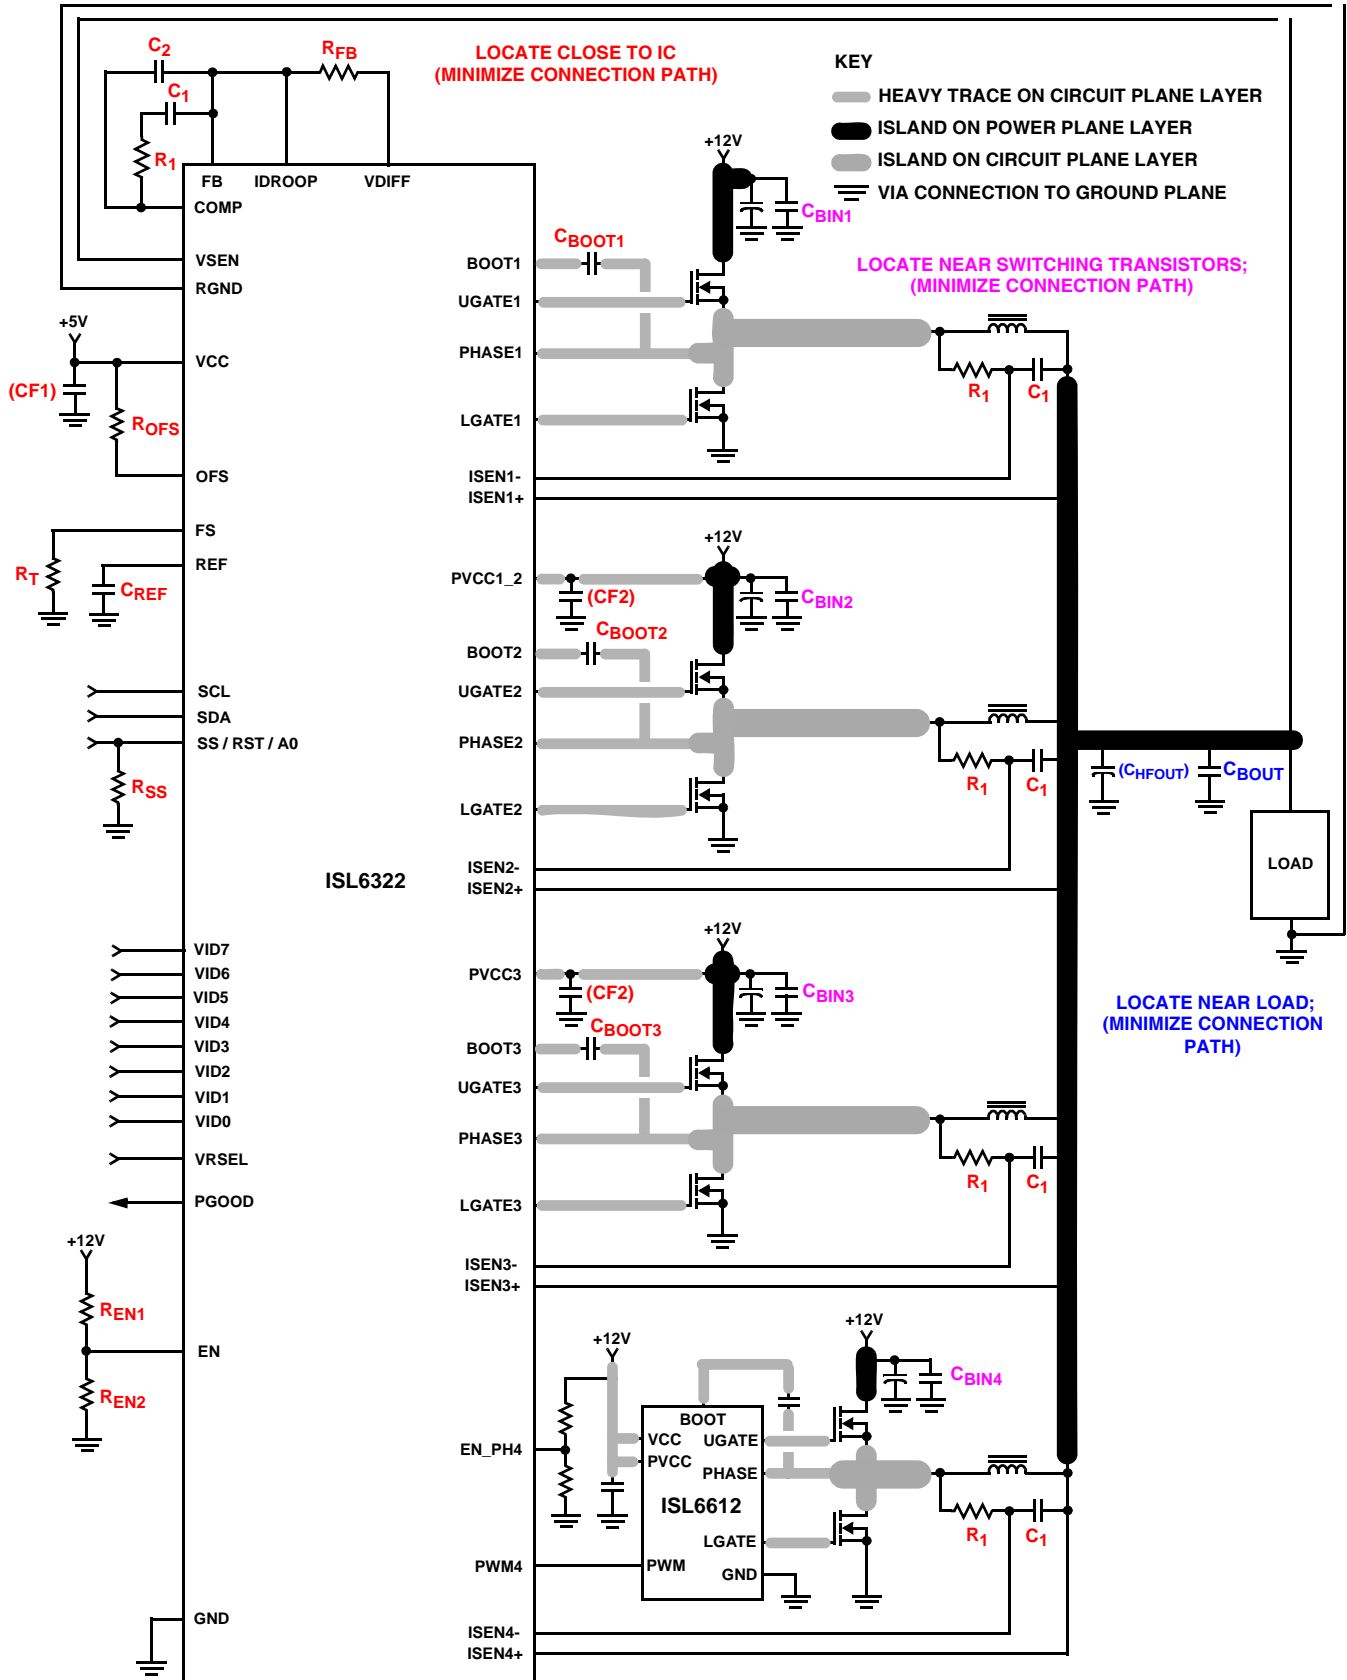 C2
RFB
LOCATE CLOSE TO IC
(MINIMIZE CONNECTION PATH)
C1
R1
KEY
HEAVY TRACE ON CIRCUIT PLANE LAYER
ISLAND ON POWER PLANE LAYER
ISLAND ON CIRCUIT PLANE LAYER
VIA CONNECTION TO GROUND PLANE
+12V
CBIN1
FB
IDROOP
VDIFF
COMP
VSEN
RGND
+5V
VCC
(CF1)
ROFS
OFS
FS
REF
RT
CREF
SCL
SDA
SS / RST / A0
RSS
ISL6322
VID7
VID6
VID5
VID4
VID3
VID2
VID1
VID0
VRSEL
PGOOD
+12V
REN1
EN
REN2
GND
CBOOT1
BOOT1
UGATE1
PHASE1
LGATE1
ISEN1-
ISEN1+
LOCATE NEAR SWITCHING TRANSISTORS;
(MINIMIZE CONNECTION PATH)
R1
C1
+12V
PVCC1_2
(CF2)
CBIN2
CBOOT2
BOOT2
UGATE2
PHASE2
LGATE2
ISEN2-
ISEN2+
R1
C1
(CHFOUT)
CBOUT
LOAD
+12V
PVCC3
(CF2)
CBIN3
CBOOT3
BOOT3
UGATE3
PHASE3
LGATE3
ISEN3-
ISEN3+
R1
C1
LOCATE NEAR LOAD;
(MINIMIZE CONNECTION
PATH)
+12V
+12V
CBIN4
EN_PH4
BOOT
VCC
UGATE
PVCC
PHASE
ISL6612
LGATE
PWM
GND
PWM4
R1
C1
ISEN4-
ISEN4+